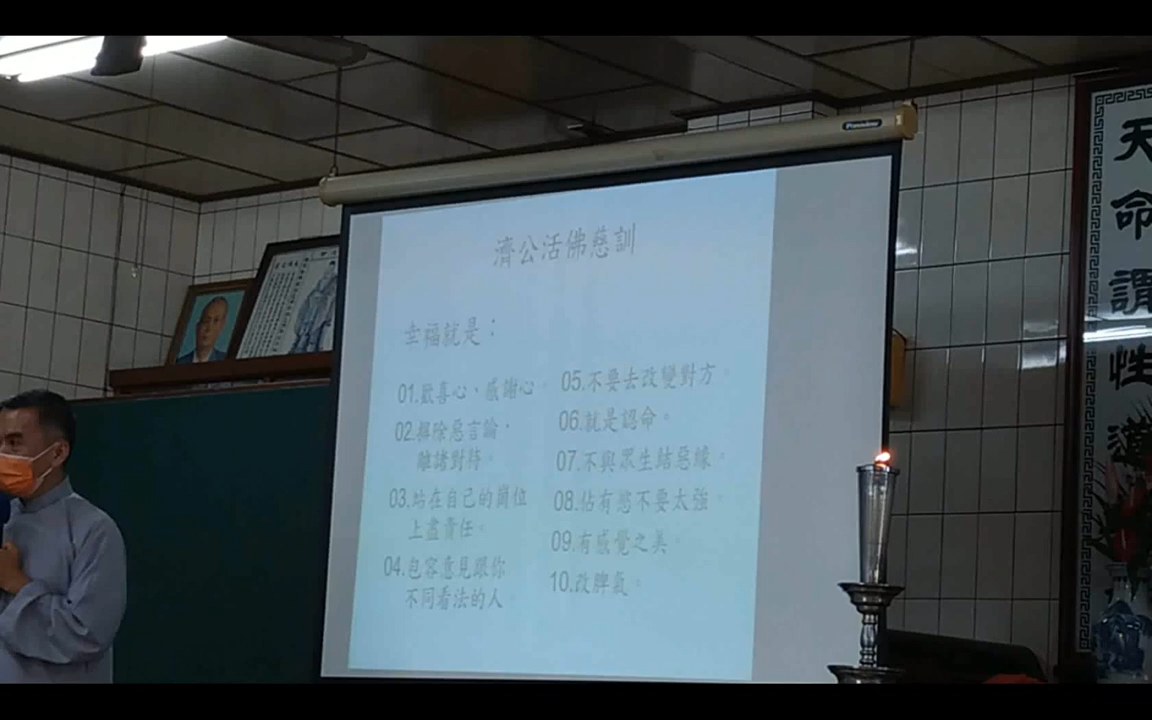 濟公活佛慈訓
幸福就是：
01.歡喜心、感謝心。
02.摒除惡言論，
離諸對待。
03.站在自己的崗位
上盡責任。
04.包容意見跟你
不同看法的人
05.不要去改變對方。
06.就是認命。
07.不與眾生結惡緣。
08.佔有慾不要太強。
09.有感覺之美。
10.改脾氣。
天命謂性道